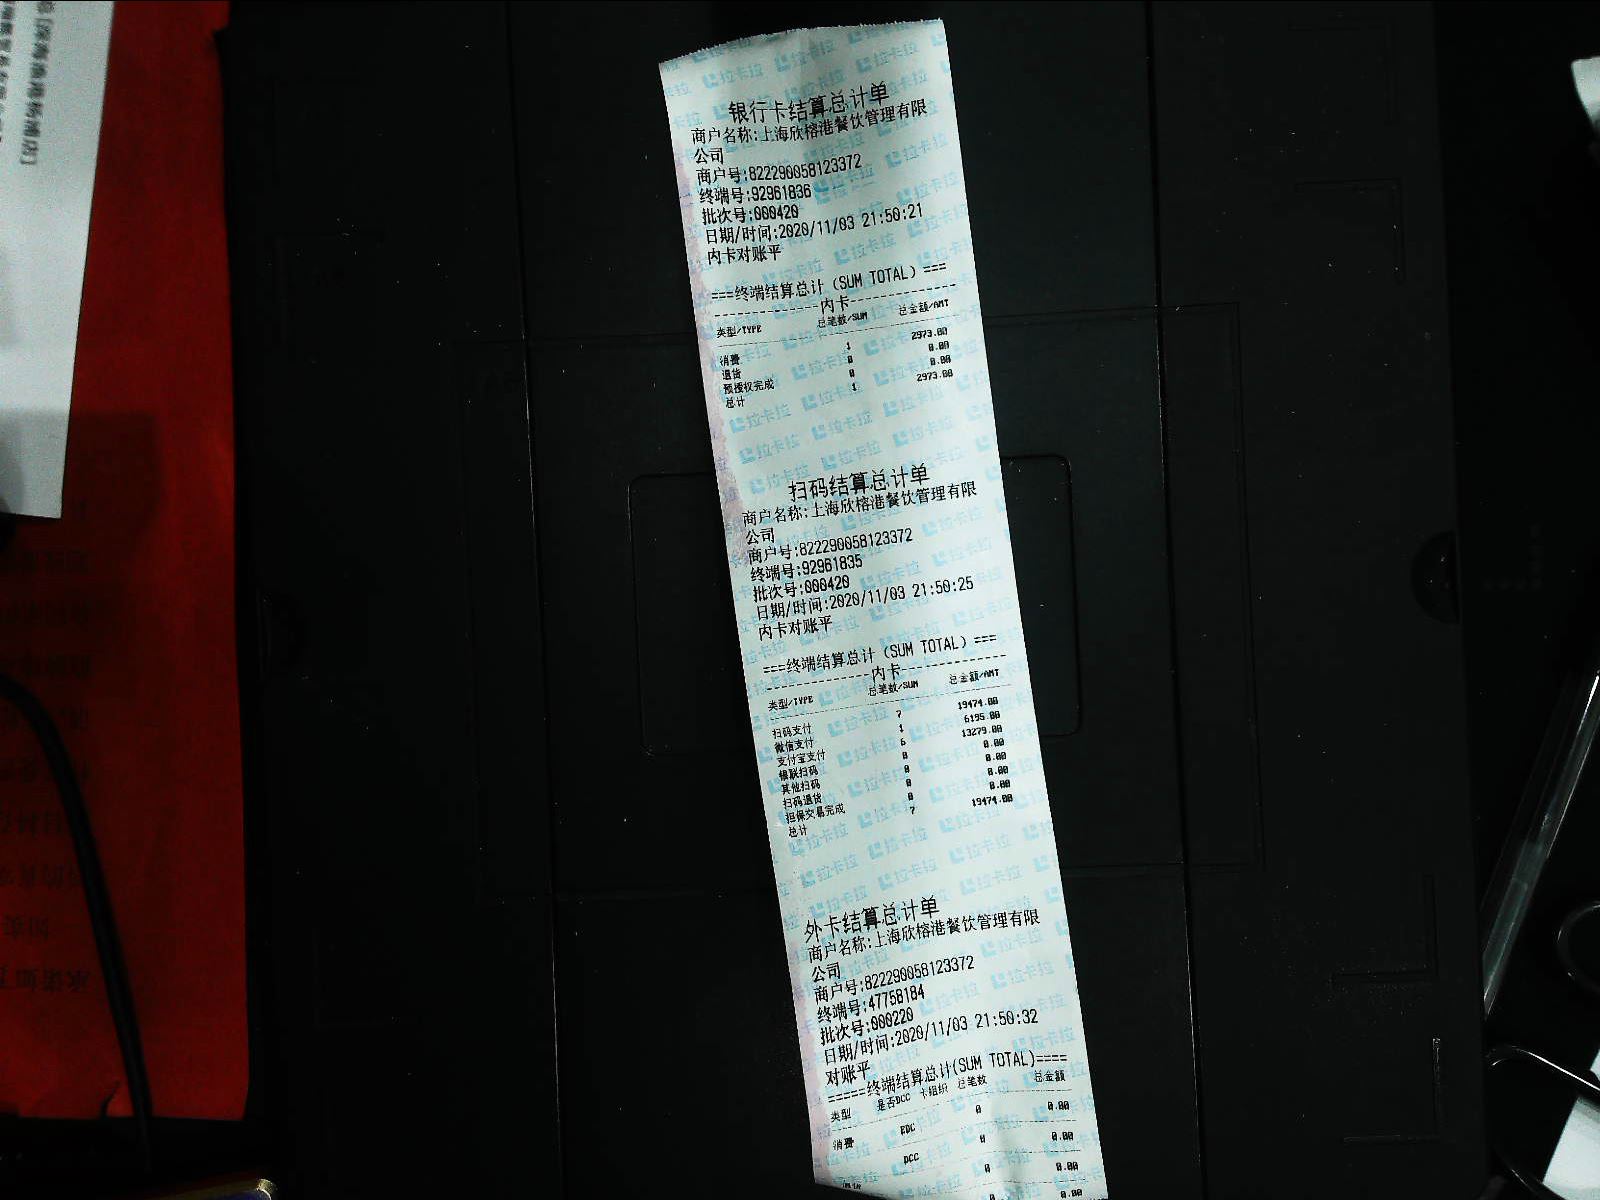 银行卡结算总计单
商户名称:上海欣榕港餐饮管理有限
公司
商户号:822290058123372
终端号:92961836
批次号:000420
日期/时间:2020/11/03 21:50:21
内卡对账平
===终端结算总计（SUM TOTAL）===
----------------内卡----------------
类型/TYPE 总笔数/SUM 总金额/AMT
消费 1 2973.00
退货 0 0.00
预授权完成 0 0.00
总计 1 2973.00
扫码结算总计单
商户名称:上海欣榕港餐饮管理有限
公司
商户号:822290058123372
终端号:92961835
批次号:000420
日期/时间:2020/11/03 21:50:25
内卡对账平
===终端结算总计（SUM TOTAL）===
----------------内卡----------------
类型/TYPE 总笔数/SUM 总金额/AMT
扫码支付 7 19474.00
微信支付 1 6195.00
支付宝支付 6 13279.00
银联扫码 0 0.00
其他扫码 0 0.00
扫码退货 0 0.00
担保交易完成 0 0.00
总计 7 19474.00
外卡结算总计单
商户名称:上海欣榕港餐饮管理有限
公司
商户号:822290058123372
终端号:47758184
批次号:000220
日期/时间:2020/11/03 21:50:32
对账平
=====终端结算总计(SUM TOTAL)====
类型 是否DCC 卡组织 总笔数 总金额
消费 EDC 0 0.00
DCC 0 0.00
0 0.00
0 0.00